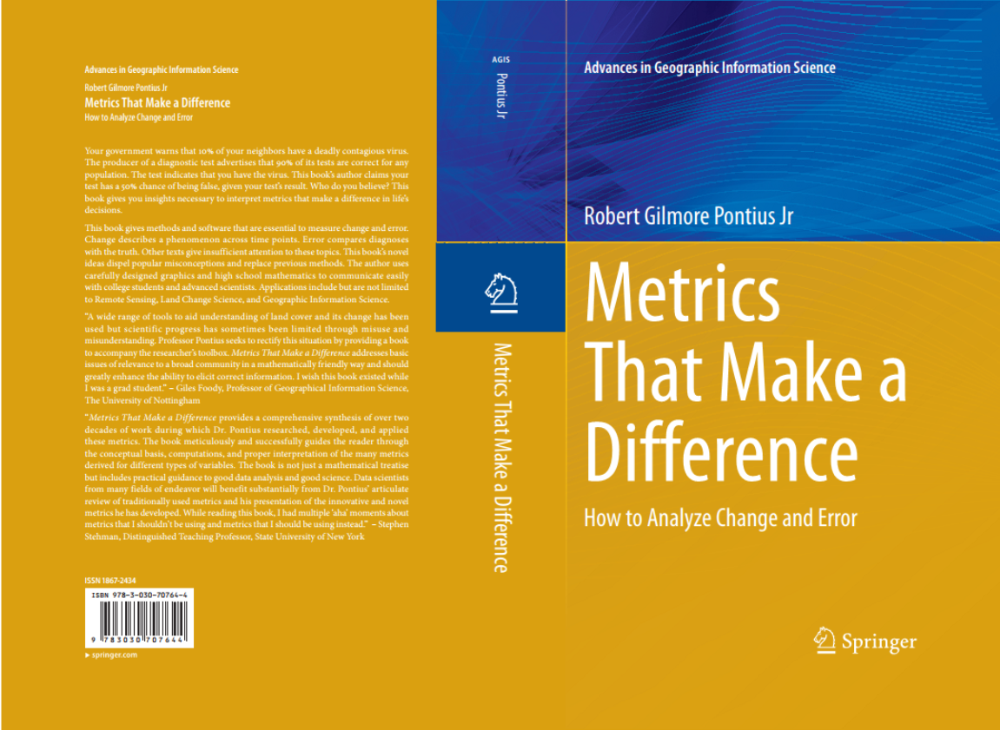 Advances in Geographic Information Science
Robert Gilmore Pontius Jr
Metrics That Make a Difference
How to Analyze Change and Error
Your government warns that 10% of your neighbors have a deadly contagious virus.
The producer of a diagnostic test advertises that 90% of its tests are correct for any
population. The test indicates that you have the virus. This book's author claims your
test has a 50% chance of being false, given your test's result. Who do you believe? This
book gives you insights necessary to interpret metrics that make a difference in life's
decisions.
This book gives methods and software that are essential to measure change and error.
Change describes a phenomenon across time points. Error compares diagnoses
with the truth. Other texts give insufficient attention to these topics. This book's novel
ideas dispel popular misconceptions and replace previous methods. The author uses
carefully designed graphics and high school mathematics to communicate easily
with college students and advanced scientists. Applications include but are not limited
to Remote Sensing, Land Change Science, and Geographic Information Science.
"A wide range of tools to aid understanding of land cover and its change has been
used but scientific progress has sometimes been limited through misuse and
misunderstanding. Professor Pontius seeks to rectify this situation by providing a book
to accompany the researcher's toolbox. Metrics That Make a Difference addresses basic
issues of relevance to a broad community in a mathematically friendly way and should
greatly enhance the ability to elicit correct information. I wish this book existed while
I was a grad student." – Giles Foody, Professor of Geographical Information Science,
The University of Nottingham
"Metrics That Make a Difference provides a comprehensive synthesis of over two
decades of work during which Dr. Pontius researched, developed, and applied
these metrics. The book meticulously and successfully guides the reader through
the conceptual basis, computations, and proper interpretation of the many metrics
derived for different types of variables. The book is not just a mathematical treatise
but includes practical guidance to good data analysis and good science. Data scientists
from many fields of endeavor will benefit substantially from Dr. Pontius' articulate
review of traditionally used metrics and his presentation of the innovative and novel
metrics he has developed. While reading this book, I had multiple 'aha' moments about
metrics that I shouldn't be using and metrics that I should be using instead." – Stephen
Stehman, Distinguished Teaching Professor, State University of New York
ISSN 1867-2434
ISBN 978-3-030-70764-4
9 783030 707644
▶ springer.com
AGIS
Pontius Jr
Metrics That Make a Difference
Advances in Geographic Information Science
Robert Gilmore Pontius Jr
Metrics
That Make a
Difference
How to Analyze Change and Error
Springer